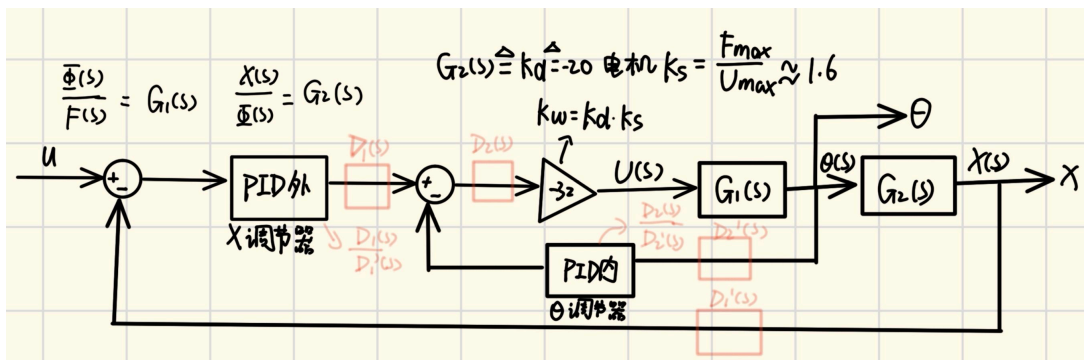 G₂(s) ≜ kd ≜ -20 电机 ks = Fmax/Umax ≈ 1.6
Φ(s)/F(s) = G₁(s) X(s)/Φ(s) = G₂(s)
kw = kd·ks
θ
u
+
-
PID外
D₁(s)
+
-
D₂(s)
-32
U(s)
G₁(s)
θ(s)
G₂(s)
X(s)
X
X调节器
D₁(s)/D₁'(s)
D₂(s)/D₂'(s)
D₂'(s)
PID内
θ调节器
D₁'(s)